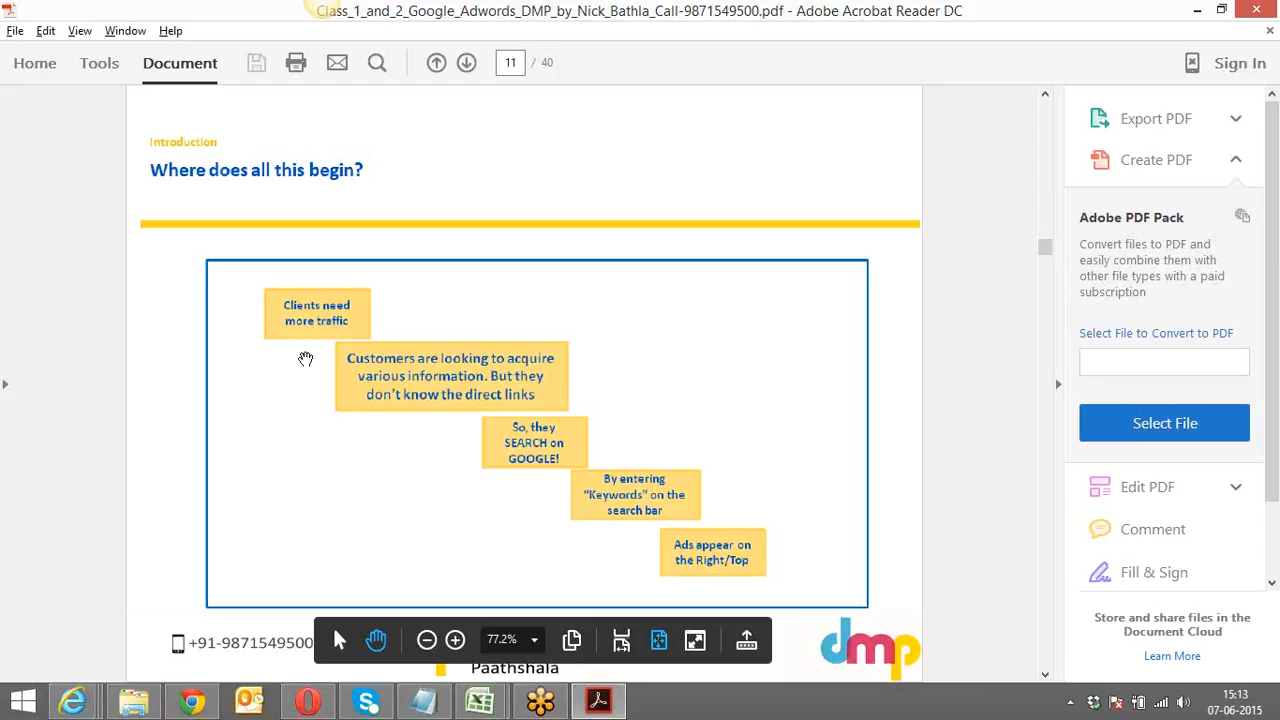 Class_1_and_2_Google_Adwords_DMP_by_Nick_Bathla_Call-9871549500.pdf - Adobe Acrobat Reader DC
File Edit View Window Help
Home Tools Document 11 / 40 Sign In
Introduction
Where does all this begin?
Clients need
more traffic
Customers are looking to acquire
various information. But they
don't know the direct links
So, they
SEARCH on
GOOGLE!
By entering
"Keywords" on the
search bar
Ads appear on
the Right/Top
+91-9871549500
Paathshala
dmp
77.2%
Export PDF
Create PDF
Adobe PDF Pack
Convert files to PDF and
easily combine them with
other file types with a paid
subscription
Select File to Convert to PDF
Select File
Edit PDF
Comment
Fill & Sign
Store and share files in the
Document Cloud
Learn More
15:13
07-06-2015